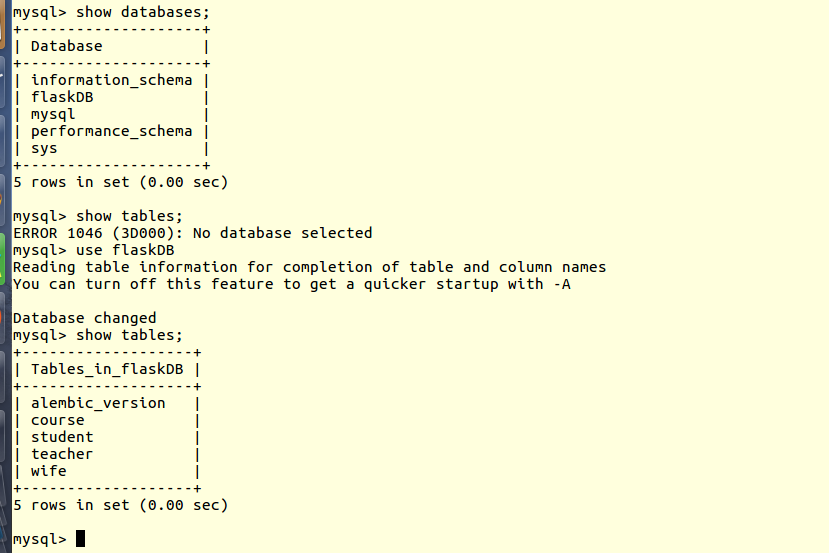 mysql> show databases;
+--------------------+
| Database           |
+--------------------+
| information_schema |
| flaskDB            |
| mysql              |
| performance_schema |
| sys                |
+--------------------+
5 rows in set (0.00 sec)

mysql> show tables;
ERROR 1046 (3D000): No database selected
mysql> use flaskDB
Reading table information for completion of table and column names
You can turn off this feature to get a quicker startup with -A

Database changed
mysql> show tables;
+-------------------+
| Tables_in_flaskDB |
+-------------------+
| alembic_version   |
| course            |
| student           |
| teacher           |
| wife              |
+-------------------+
5 rows in set (0.00 sec)

mysql>